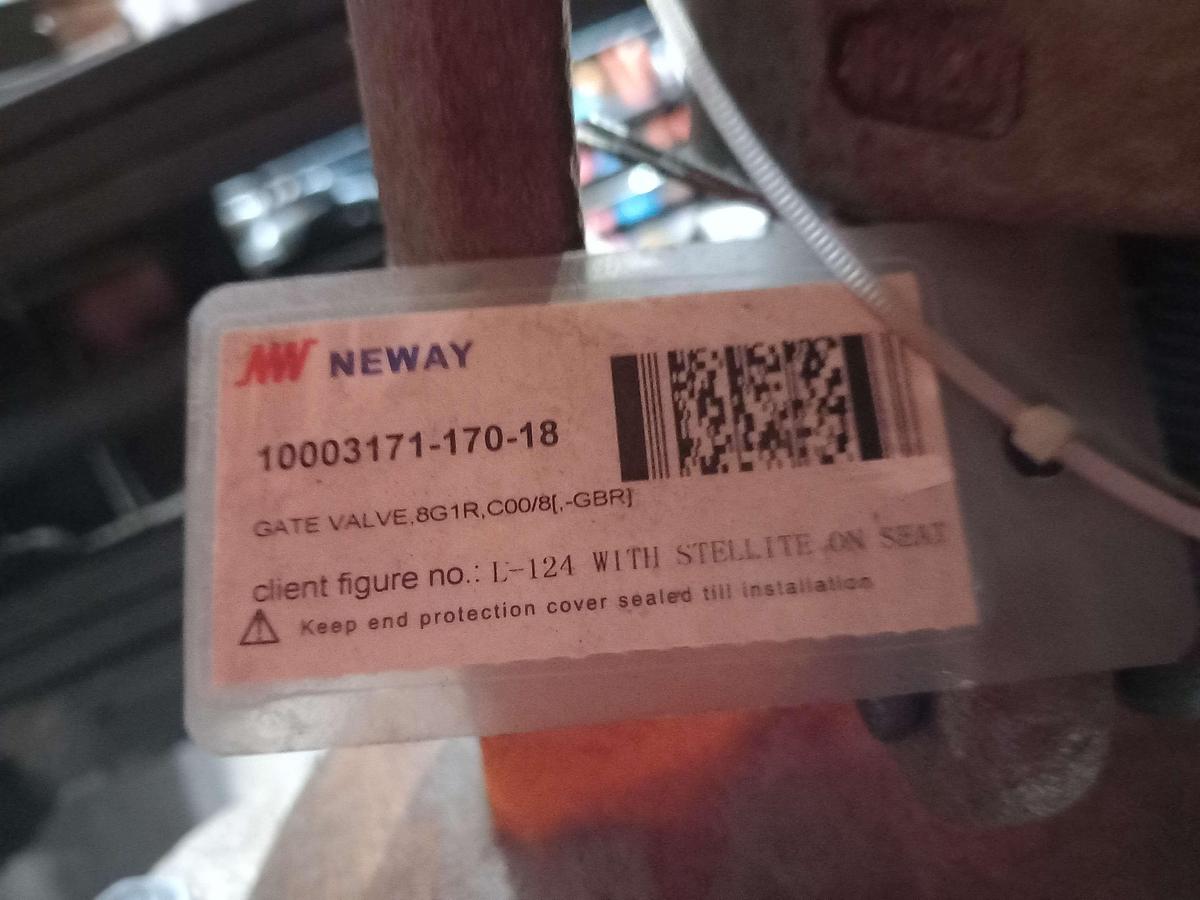 NW NEWAY
10003171-170-18
GATE VALVE,8G1R,C00/8[,-GBR]
client figure no.: L-124 WITH STELLITE ON SEAT
Keep end protection cover sealed till installation